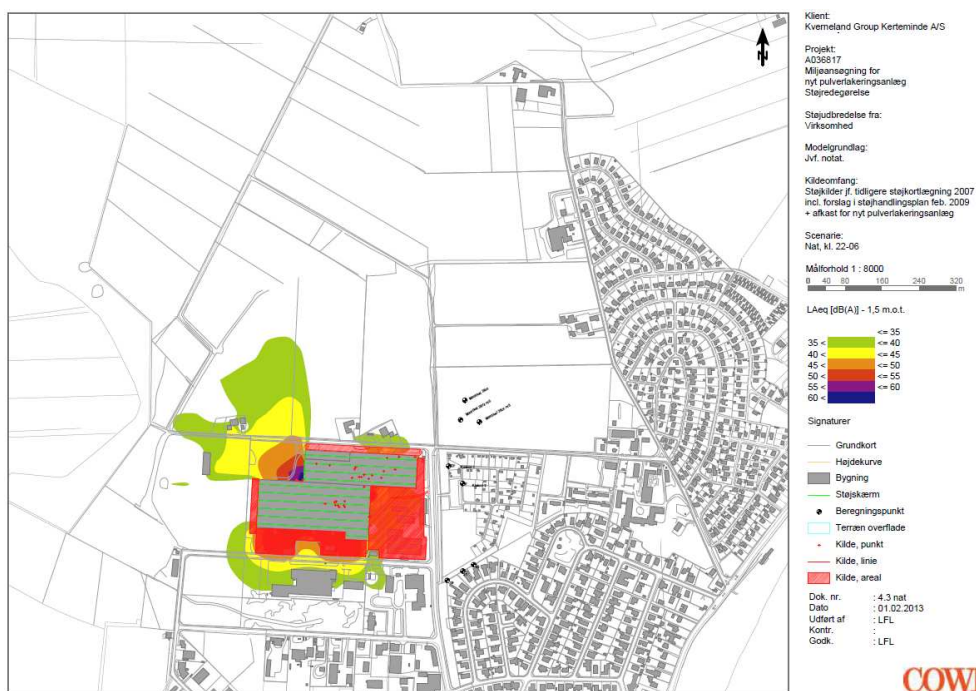 Klient:
Kverneland Group Kerteminde A/S
Projekt:
A036817
Miljøansøgning for
nyt pulverlakeringsanlæg
Støjredegørelse
Støjudbredelse fra:
Virksomhed
Modelgrundlag:
Jvf. notat.
Kildeomfang:
Støjkilder jf. tidligere støjkortlægning 2007
incl. forslag i støjhandlingsplan feb. 2009
+ afkast for nyt pulverlakeringsanlæg
Scenarie:
Nat, kl. 22-06
Målforhold 1 : 8000
0 40 80 160 240 320
m
LAeq [dB(A)] - 1,5 m.o.t.
<= 35
35 < <= 40
40 < <= 45
45 < <= 50
50 < <= 55
55 < <= 60
60 <
Signaturer
Grundkort
Højdekurve
Bygning
Støjskærm
Beregningspunkt
Terræn overflade
Kilde, punkt
Kilde, linie
Kilde, areal
Dok. nr. : 4.3 nat
Dato : 01.02.2013
Udført af : LFL
Kontr. :
Godk. : LFL
COWI